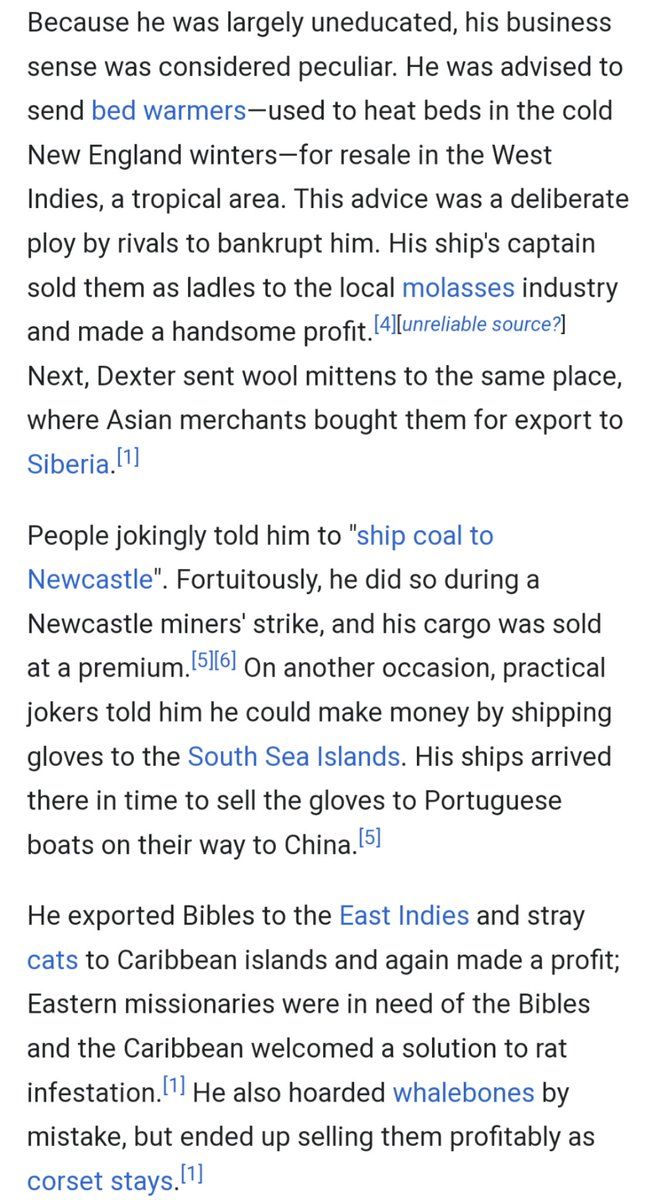 Because he was largely uneducated, his business
sense was considered peculiar. He was advised to
send bed warmers—used to heat beds in the cold
New England winters—for resale in the West
Indies, a tropical area. This advice was a deliberate
ploy by rivals to bankrupt him. His ship's captain
sold them as ladles to the local molasses industry
and made a handsome profit.[4][unreliable source?]
Next, Dexter sent wool mittens to the same place,
where Asian merchants bought them for export to
Siberia.[1]
People jokingly told him to "ship coal to
Newcastle". Fortuitously, he did so during a
Newcastle miners' strike, and his cargo was sold
at a premium.[5][6] On another occasion, practical
jokers told him he could make money by shipping
gloves to the South Sea Islands. His ships arrived
there in time to sell the gloves to Portuguese
boats on their way to China.[5]
He exported Bibles to the East Indies and stray
cats to Caribbean islands and again made a profit;
Eastern missionaries were in need of the Bibles
and the Caribbean welcomed a solution to rat
infestation.[1] He also hoarded whalebones by
mistake, but ended up selling them profitably as
corset stays.[1]